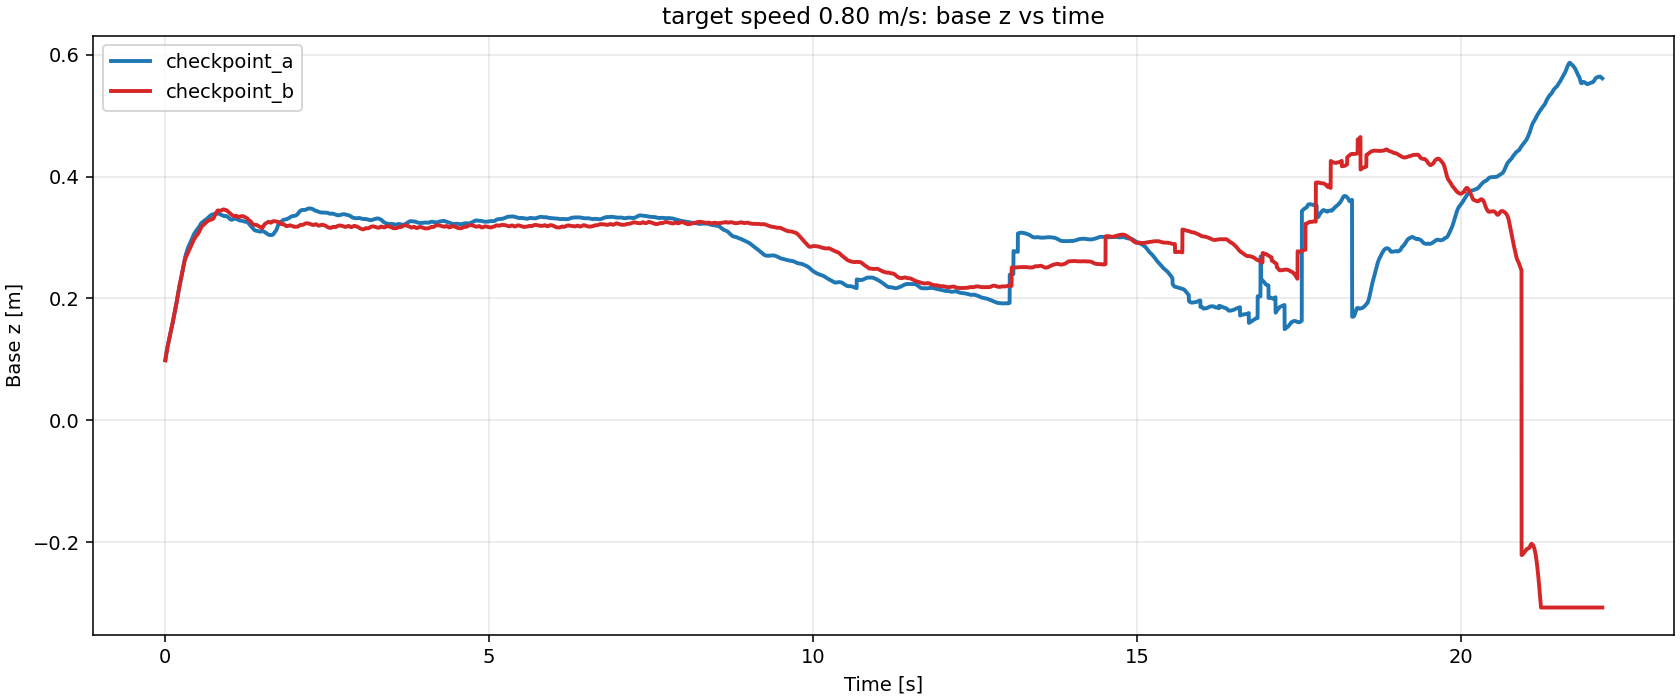 target speed 0.80 m/s: base z vs time
checkpoint_a
checkpoint_b
0.6
0.4
0.2
0.0
−0.2
Base z [m]
0 5 10 15 20
Time [s]